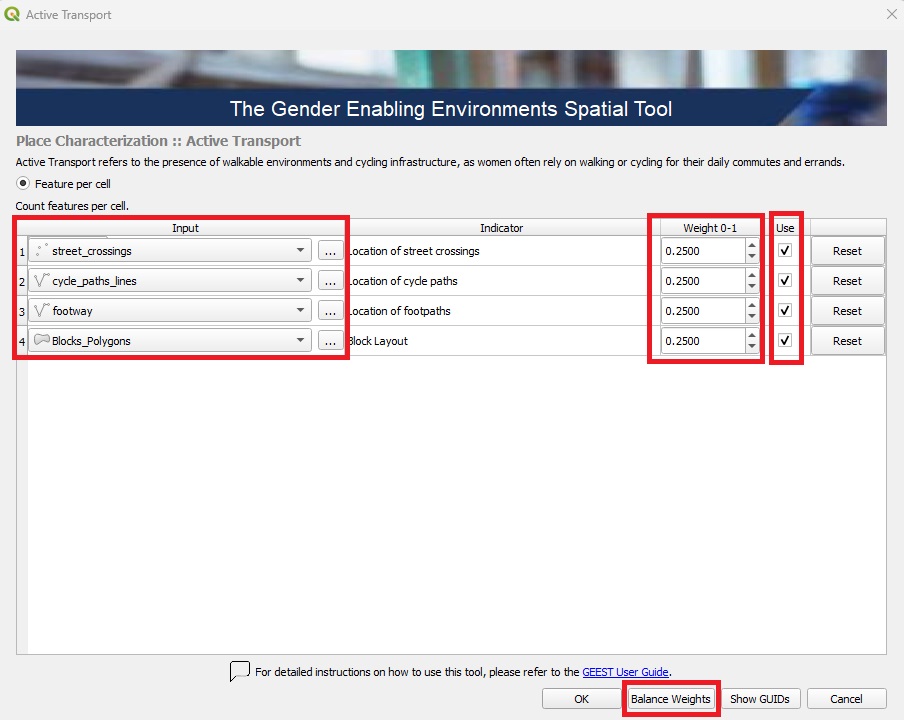 Active Transport
The Gender Enabling Environments Spatial Tool
Place Characterization :: Active Transport
Active Transport refers to the presence of walkable environments and cycling infrastructure, as women often rely on walking or cycling for their daily commutes and errands.
Feature per cell
Count features per cell.
Input Indicator Weight 0-1 Use
1 street_crossings ... Location of street crossings 0.2500 Reset
2 cycle_paths_lines ... Location of cycle paths 0.2500 Reset
3 footway ... Location of footpaths 0.2500 Reset
4 Blocks_Polygons ... Block Layout 0.2500 Reset
For detailed instructions on how to use this tool, please refer to the GEEST User Guide.
OK Balance Weights Show GUIDs Cancel